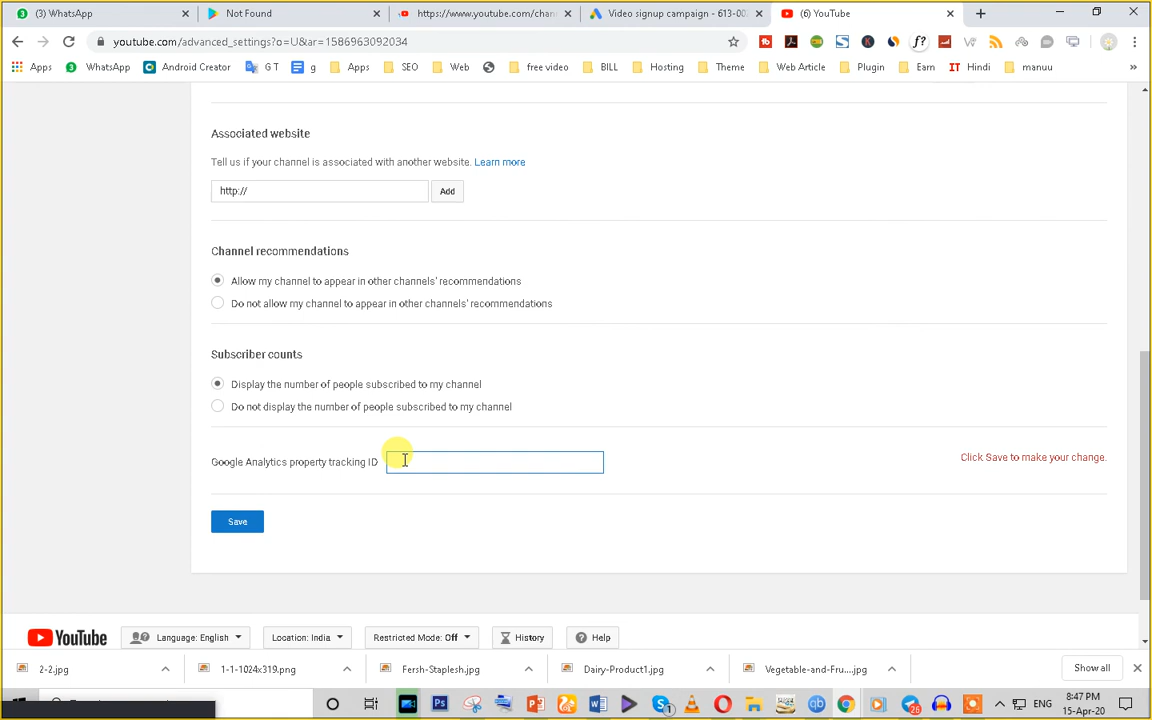 (3) WhatsApp
Not Found
https://www.youtube.com/chan
Video signup campaign - 613-00
(6) YouTube
youtube.com/advanced_settings?o=U&ar=1586963092034
Apps
WhatsApp
Android Creator
G T
g
Apps
SEO
Web
free video
BILL
Hosting
Theme
Web Article
Plugin
Earn
IT Hindi
manuu
Associated website
Tell us if your channel is associated with another website. Learn more
http://
Add
Channel recommendations
Allow my channel to appear in other channels' recommendations
Do not allow my channel to appear in other channels' recommendations
Subscriber counts
Display the number of people subscribed to my channel
Do not display the number of people subscribed to my channel
Google Analytics property tracking ID
Click Save to make your change.
Save
YouTube
Language: English
Location: India
Restricted Mode: Off
History
Help
2-2.jpg
1-1-1024x319.png
Fersh-Staplesh.jpg
Dairy-Product1.jpg
Vegetable-and-Fru....jpg
Show all
ENG
8:47 PM
15-Apr-20